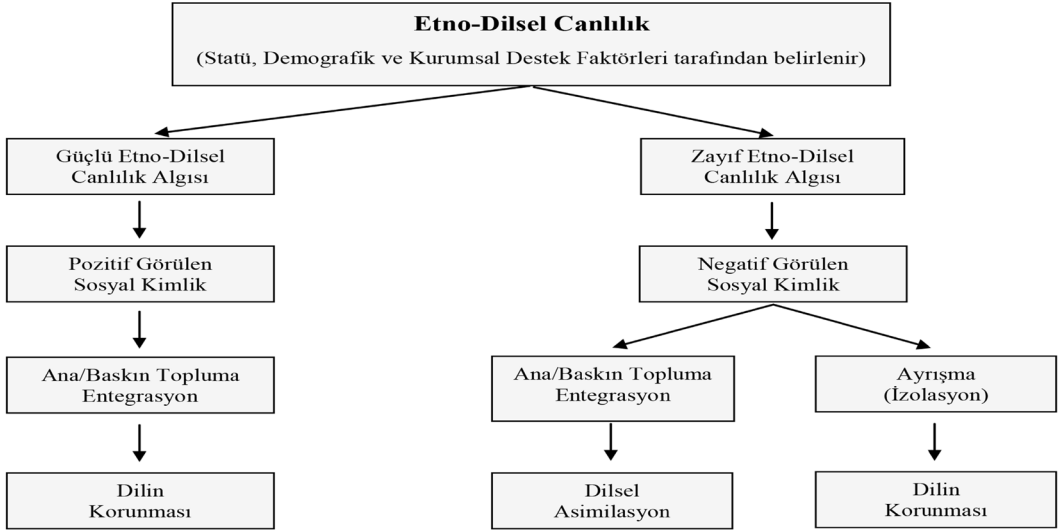 Etno-Dilsel Canlılık
(Statü, Demografik ve Kurumsal Destek Faktörleri tarafından belirlenir)
Güçlü Etno-Dilsel
Canlılık Algısı
Zayıf Etno-Dilsel
Canlılık Algısı
Pozitif Görülen
Sosyal Kimlik
Negatif Görülen
Sosyal Kimlik
Ana/Baskın Topluma
Entegrasyon
Ana/Baskın Topluma
Entegrasyon
Ayrışma
(İzolasyon)
Dilin
Korunması
Dilsel
Asimilasyon
Dilin
Korunması